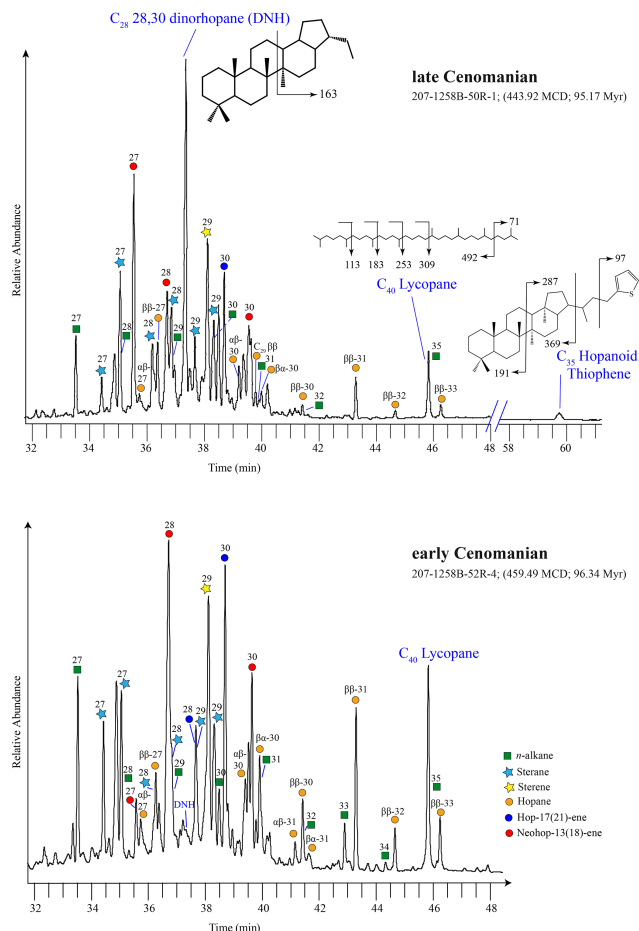 C28 28,30 dinorhopane (DNH)
163
late Cenomanian
207-1258B-50R-1; (443.92 MCD; 95.17 Myr)
Relative Abundance
27
27
27
27
28
αβ-
27
28
ββ-27
28
28
29
29
29
29
30
30
αβ-
30
30
C29 ββ
31
βα-30
ββ-30
32
ββ-31
ββ-32
35
ββ-33
71
113
183
253
309
492
C40 Lycopane
97
287
S
369
191
C35 Hopanoid
Thiophene
32
34
36
38
40
42
44
46
48
58
60
Time (min)
early Cenomanian
207-1258B-52R-4; (459.49 MCD; 96.34 Myr)
Relative Abundance
27
27
27
28
27
αβ-
27
28
ββ-27
28
28
29
DNH
28
29
29
29
30
30
αβ-
30
30
βα-30
31
αβ-31
ββ-30
32
βα-31
33
ββ-31
34
ββ-32
C40 Lycopane
35
ββ-33
n-alkane
Sterane
Sterene
Hopane
Hop-17(21)-ene
Neohop-13(18)-ene
32
34
36
38
40
42
44
46
48
Time (min)